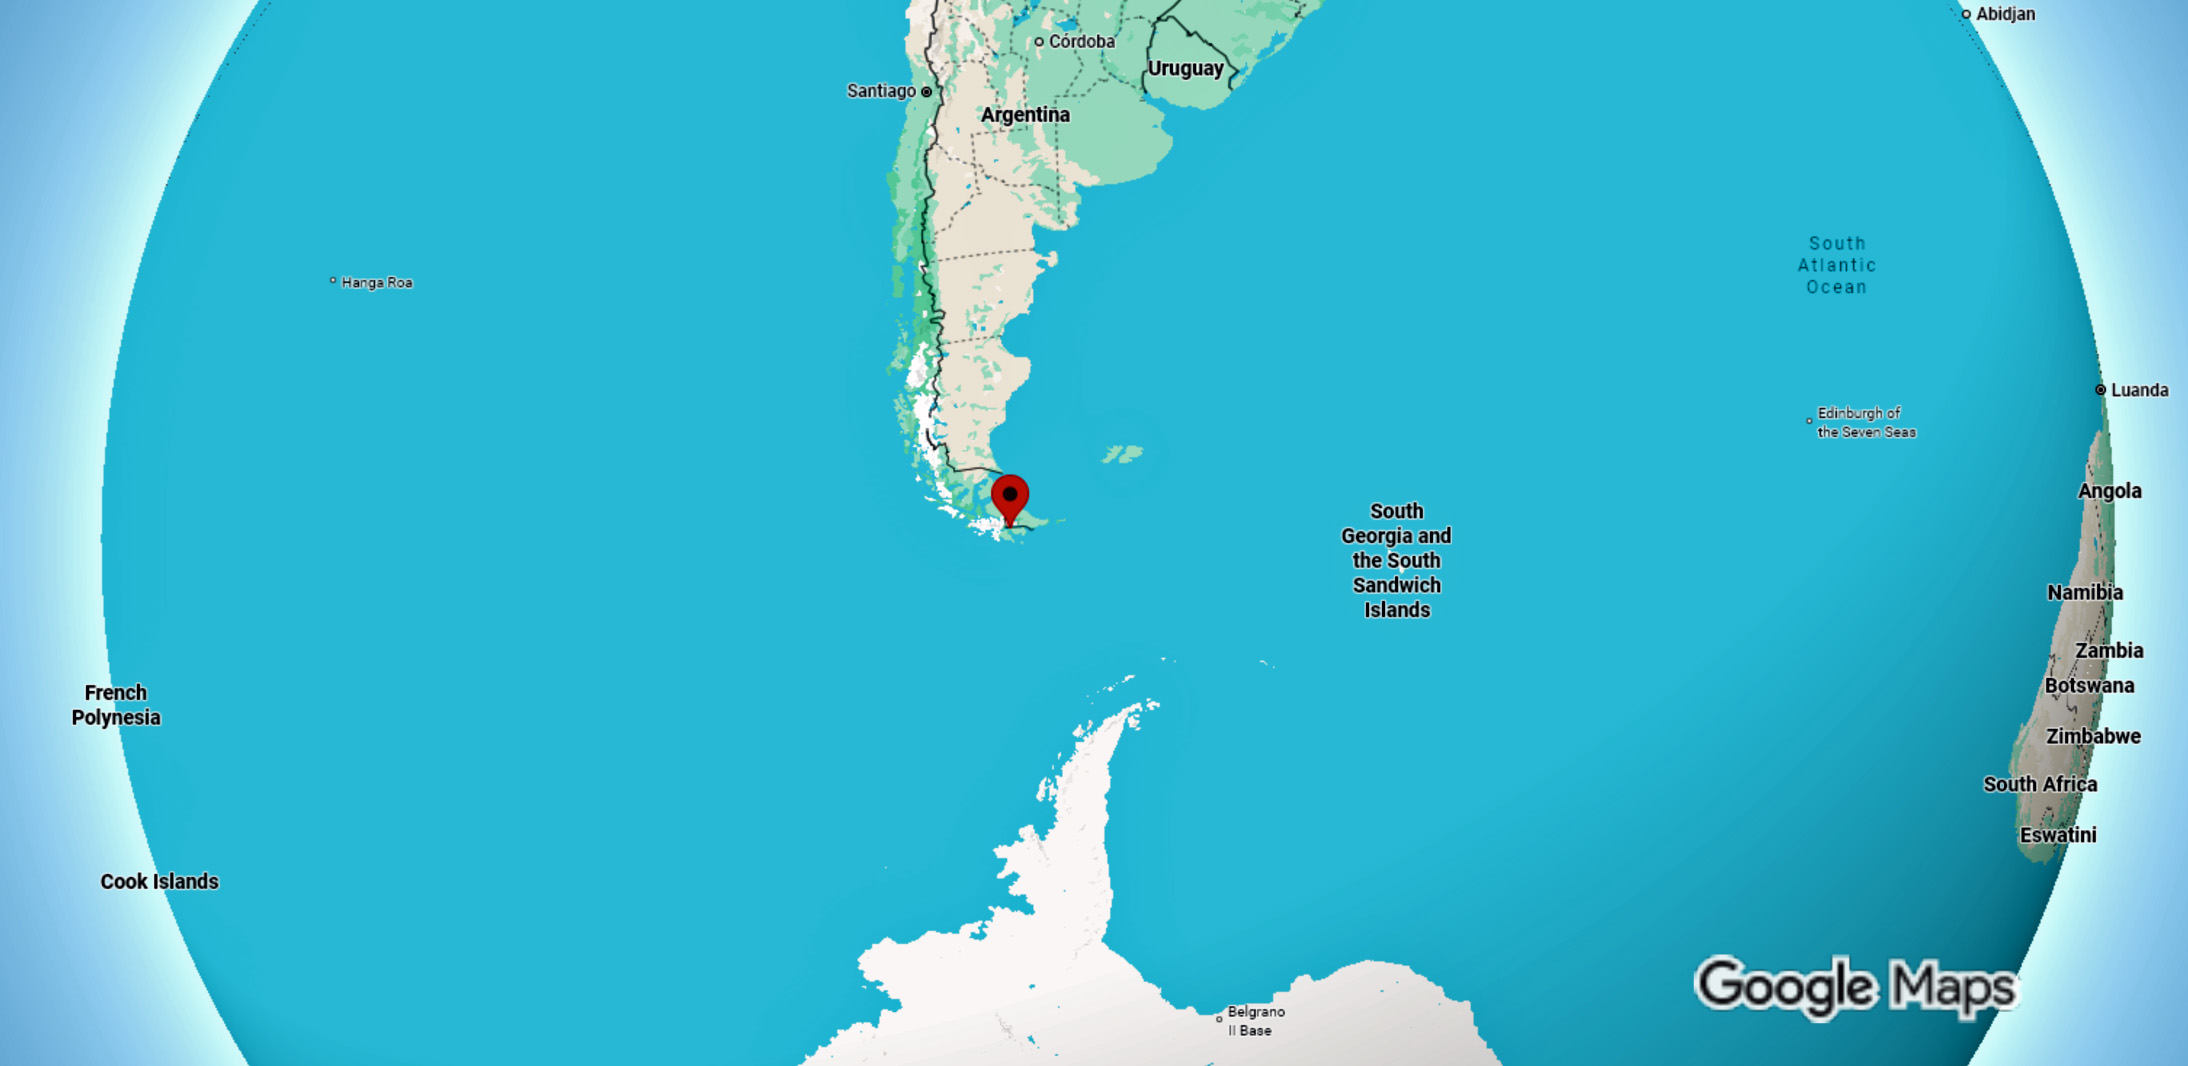 Abidjan
Córdoba
Uruguay
Santiago
Argentina
South
Atlantic
Ocean
Hanga Roa
Luanda
Edinburgh of
the Seven Seas
Angola
South
Georgia and
the South
Sandwich
Islands
Namibia
Zambia
Botswana
French
Polynesia
Zimbabwe
South Africa
Eswatini
Cook Islands
Google Maps
Belgrano
II Base